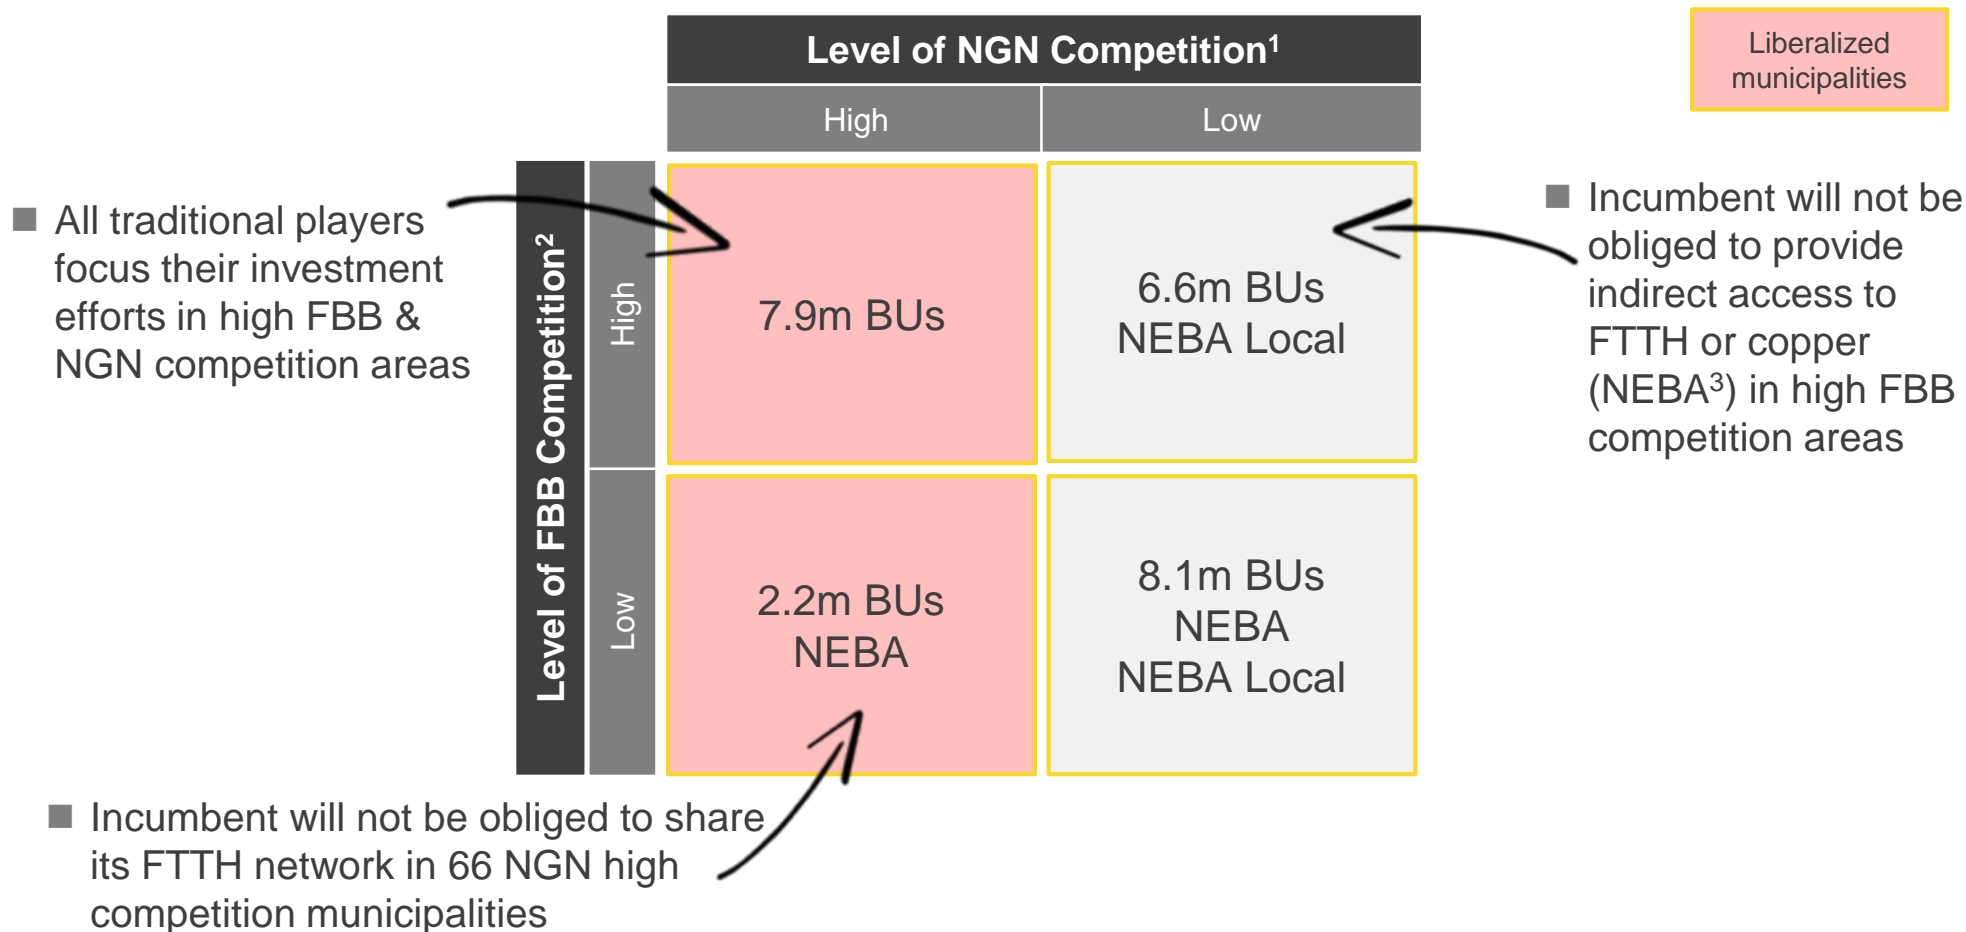 Level of NGN Competition¹
High
Low
Liberalized
municipalities
■ All traditional players
focus their investment
efforts in high FBB &
NGN competition areas
Level of FBB Competition²
High
7.9m BUs
6.6m BUs
NEBA Local
■ Incumbent will not be
obliged to provide
indirect access to
FTTH or copper
(NEBA³) in high FBB
competition areas
Low
2.2m BUs
NEBA
8.1m BUs
NEBA
NEBA Local
■ Incumbent will not be obliged to share
its FTTH network in 66 NGN high
competition municipalities